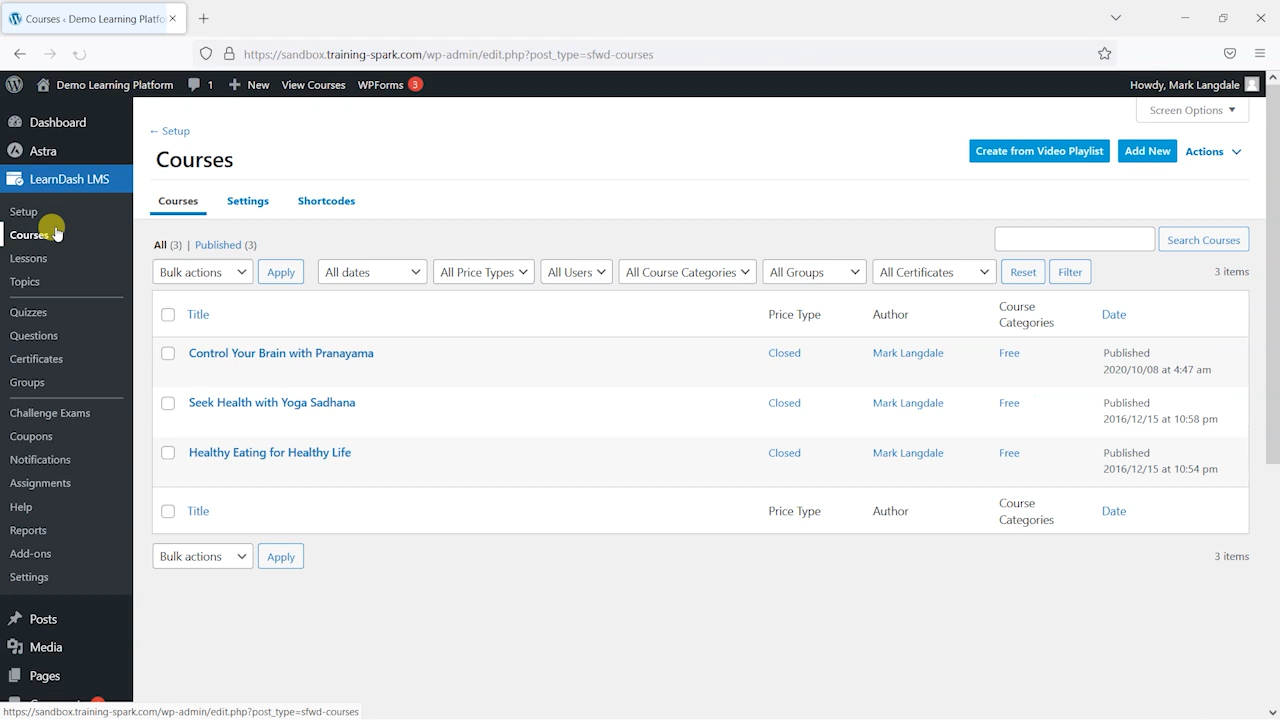 Courses ‹ Demo Learning Platfo
https://sandbox.training-spark.com/wp-admin/edit.php?post_type=sfwd-courses
Demo Learning Platform
1
New
View Courses
WPForms
3
Howdy, Mark Langdale
Dashboard
Astra
LearnDash LMS
Setup
Courses
Lessons
Topics
Quizzes
Questions
Certificates
Groups
Challenge Exams
Coupons
Notifications
Assignments
Help
Reports
Add-ons
Settings
Posts
Media
Pages
Screen Options
← Setup
Courses
Create from Video Playlist
Add New
Actions
Courses
Settings
Shortcodes
All (3) | Published (3)
Search Courses
Bulk actions
Apply
All dates
All Price Types
All Users
All Course Categories
All Groups
All Certificates
Reset
Filter
3 items
Title
Price Type
Author
Course
Categories
Date
Control Your Brain with Pranayama
Closed
Mark Langdale
Free
Published
2020/10/08 at 4:47 am
Seek Health with Yoga Sadhana
Closed
Mark Langdale
Free
Published
2016/12/15 at 10:58 pm
Healthy Eating for Healthy Life
Closed
Mark Langdale
Free
Published
2016/12/15 at 10:54 pm
Title
Price Type
Author
Course
Categories
Date
Bulk actions
Apply
3 items
https://sandbox.training-spark.com/wp-admin/edit.php?post_type=sfwd-courses